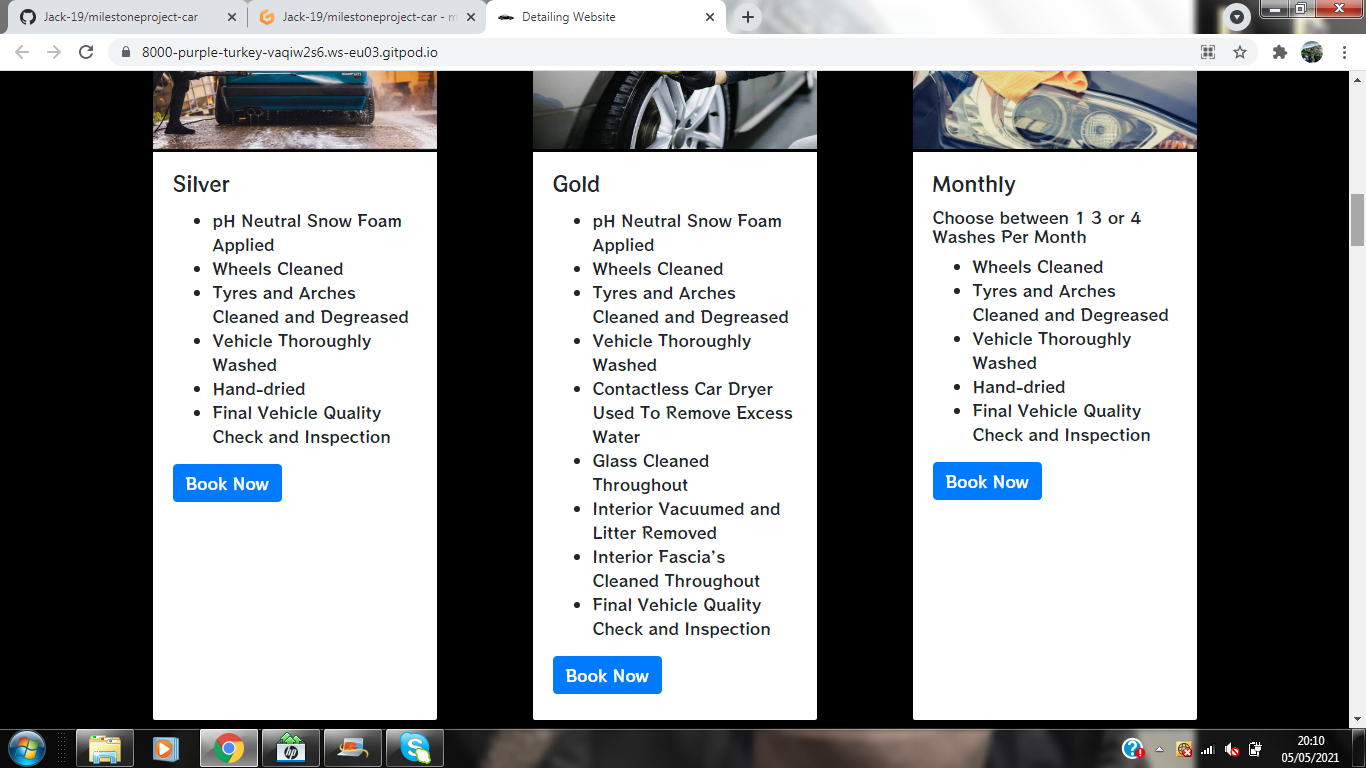 Jack-19/milestoneproject-car
Jack-19/milestoneproject-car - m
Detailing Website
8000-purple-turkey-vaqiw2s6.ws-eu03.gitpod.io
Silver
pH Neutral Snow Foam
Applied
Wheels Cleaned
Tyres and Arches
Cleaned and Degreased
Vehicle Thoroughly
Washed
Hand-dried
Final Vehicle Quality
Check and Inspection
Book Now
Gold
pH Neutral Snow Foam
Applied
Wheels Cleaned
Tyres and Arches
Cleaned and Degreased
Vehicle Thoroughly
Washed
Contactless Car Dryer
Used To Remove Excess
Water
Glass Cleaned
Throughout
Interior Vacuumed and
Litter Removed
Interior Fascia's
Cleaned Throughout
Final Vehicle Quality
Check and Inspection
Book Now
Monthly
Choose between 1 3 or 4
Washes Per Month
Wheels Cleaned
Tyres and Arches
Cleaned and Degreased
Vehicle Thoroughly
Washed
Hand-dried
Final Vehicle Quality
Check and Inspection
Book Now
hp
20:10
05/05/2021